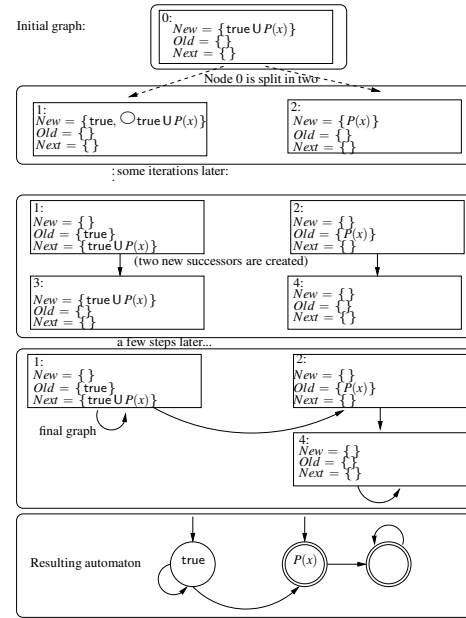 Initial graph:
0:
New = {true U P(x)}
Old = {}
Next = {}
Node 0 is split in two
1:
New = {true, ◯true U P(x)}
Old = {}
Next = {}
2:
New = {P(x)}
Old = {}
Next = {}
⋮ some iterations later:
1:
New = {}
Old = {true}
Next = {true U P(x)}
2:
New = {}
Old = {P(x)}
Next = {}
(two new successors are created)
3:
New = {true U P(x)}
Old = {}
Next = {}
4:
New = {}
Old = {}
Next = {}
a few steps later...
1:
New = {}
Old = {true}
Next = {true U P(x)}
2:
New = {}
Old = {P(x)}
Next = {}
final graph
4:
New = {}
Old = {}
Next = {}
Resulting automaton
true
P(x)